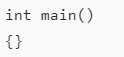 int main()
{}